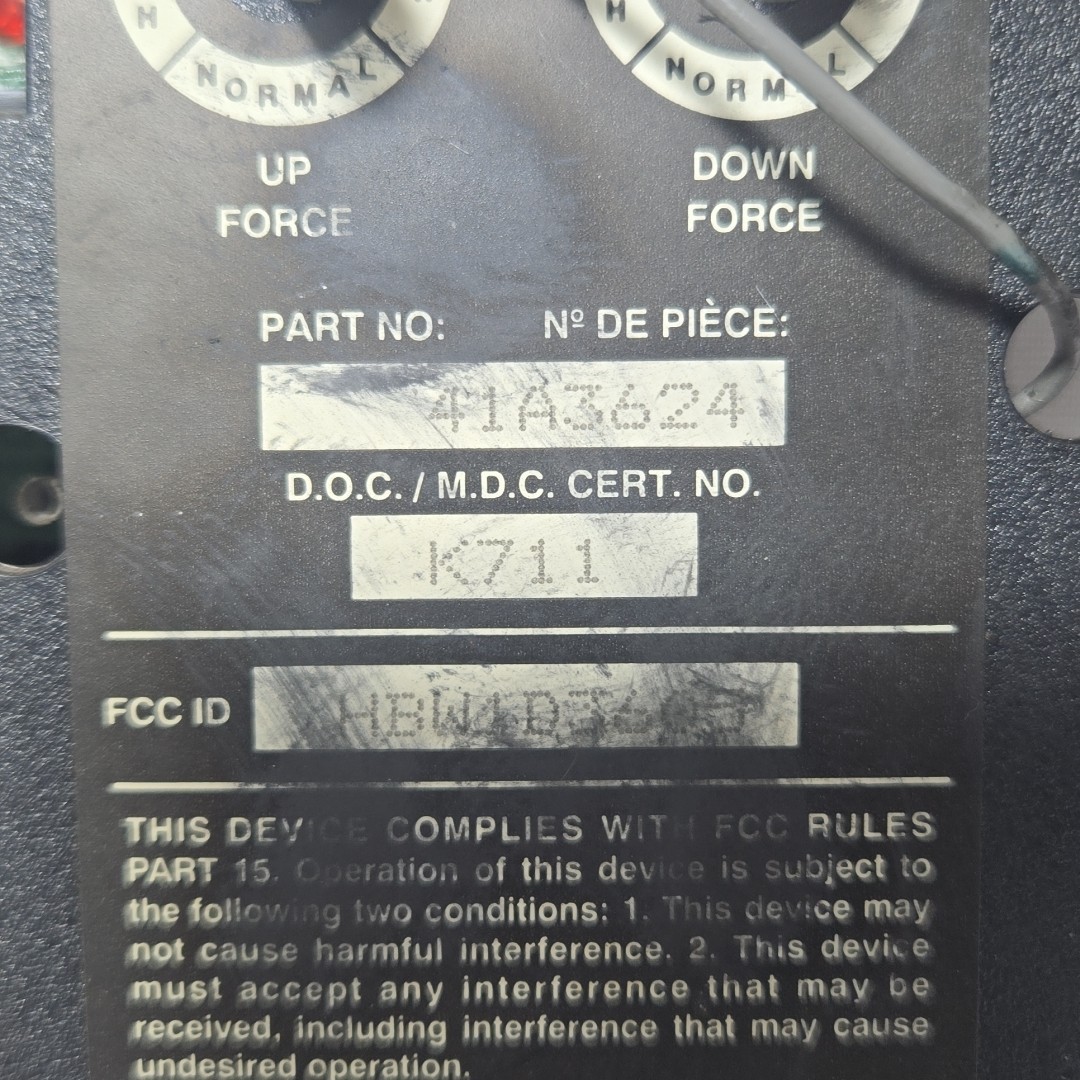 H NORMAL H
H NORMAL
UP FORCE
DOWN FORCE
PART NO: Nº DE PIÈCE:
41A3624
D.O.C. / M.D.C. CERT. NO.
K711
FCC ID
THIS DEVICE COMPLIES WITH FCC RULES
PART 15. Operation of this device is subject to
the following two conditions: 1. This device may
not cause harmful interference. 2. This device
must accept any interference that may be
received, including interference that may cause
undesired operation.